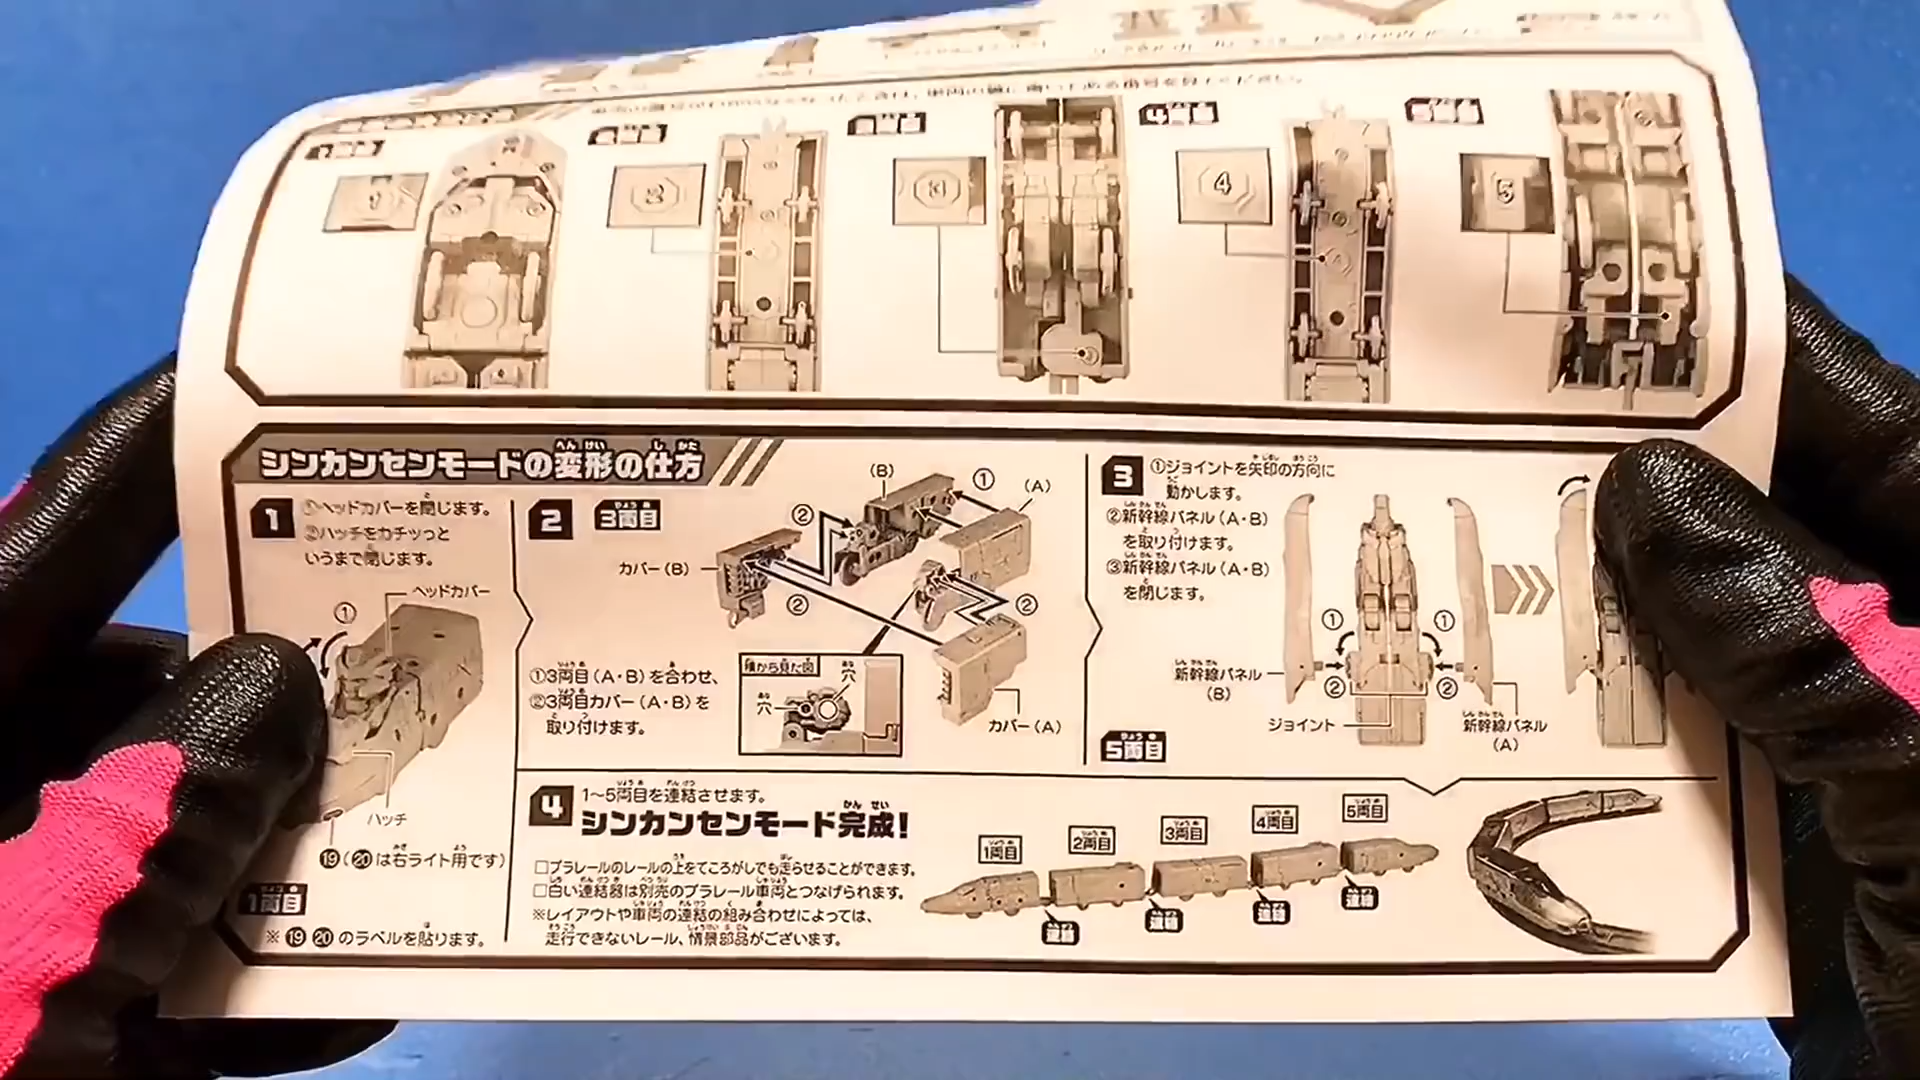 4両目
3
4
5
シンカンセンモードの変形の仕方
1
①ヘッドカバーを閉じます。
②ハッチをカチッっと
いうまで閉じます。
①
ヘッドカバー
ハッチ
⑲(⑳は右ライト用です)
1両目
※⑲⑳のラベルを貼ります。
2
3両目
(B)
①
(A)
②
カバー(B)
②
②
①3両目(A・B)を合わせ、
②3両目カバー(A・B)を
取り付けます。
横から見た図
穴
穴
カバー(A)
3
①ジョイントを矢印の方向に
動かします。
②新幹線パネル(A・B)
を取り付けます。
③新幹線パネル(A・B)
を閉じます。
①
①
②
②
新幹線パネル
(B)
ジョイント
新幹線パネル
(A)
5両目
4
1〜5両目を連結させます。
シンカンセンモード完成!
□プラレールのレールの上をてころがしでも走らせることができます。
□白い連結器は別売のプラレール車両とつなげられます。
※レイアウトや車両の連結の組み合わせによっては、
走行できないレール、情景部品がございます。
1両目
2両目
3両目
4両目
5両目
連結
連結
連結
連結